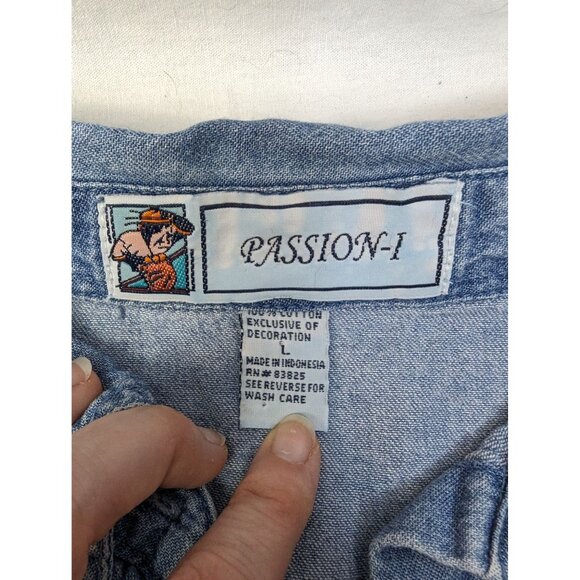 PASSION-I
100% COTTON
EXCLUSIVE OF
DECORATION
L
MADE IN INDONESIA
RN# 83825
SEE REVERSE FOR
WASH CARE